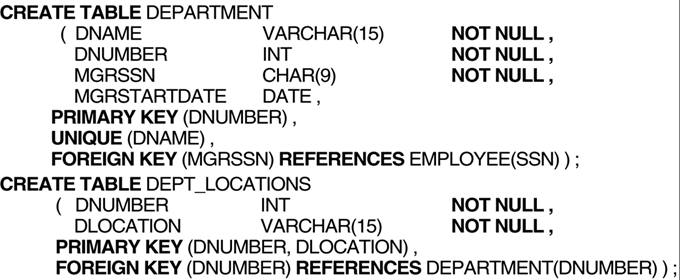 CREATE TABLE DEPARTMENT
( DNAME VARCHAR(15) NOT NULL ,
DNUMBER INT NOT NULL ,
MGRSSN CHAR(9) NOT NULL ,
MGRSTARTDATE DATE ,
PRIMARY KEY (DNUMBER) ,
UNIQUE (DNAME) ,
FOREIGN KEY (MGRSSN) REFERENCES EMPLOYEE(SSN) ) ;
CREATE TABLE DEPT_LOCATIONS
( DNUMBER INT NOT NULL ,
DLOCATION VARCHAR(15) NOT NULL ,
PRIMARY KEY (DNUMBER, DLOCATION) ,
FOREIGN KEY (DNUMBER) REFERENCES DEPARTMENT(DNUMBER) ) ;